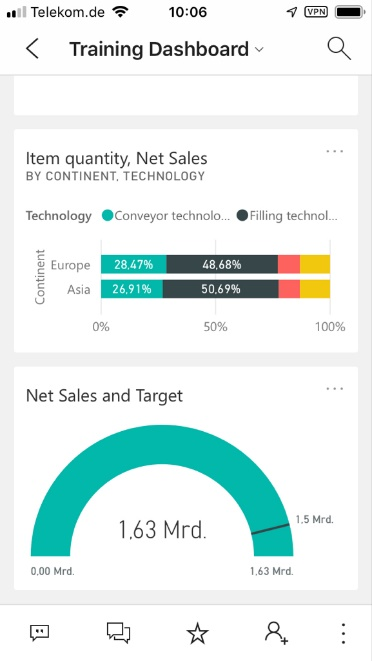 Telekom.de 10:06 VPN
Training Dashboard
Item quantity, Net Sales
BY CONTINENT, TECHNOLOGY
Technology Conveyor technolo... Filling technol...
Continent
Europe 28,47% 48,68%
Asia 26,91% 50,69%
0% 50% 100%
Net Sales and Target
1.5 Mrd.
1,63 Mrd.
0,00 Mrd. 1,63 Mrd.